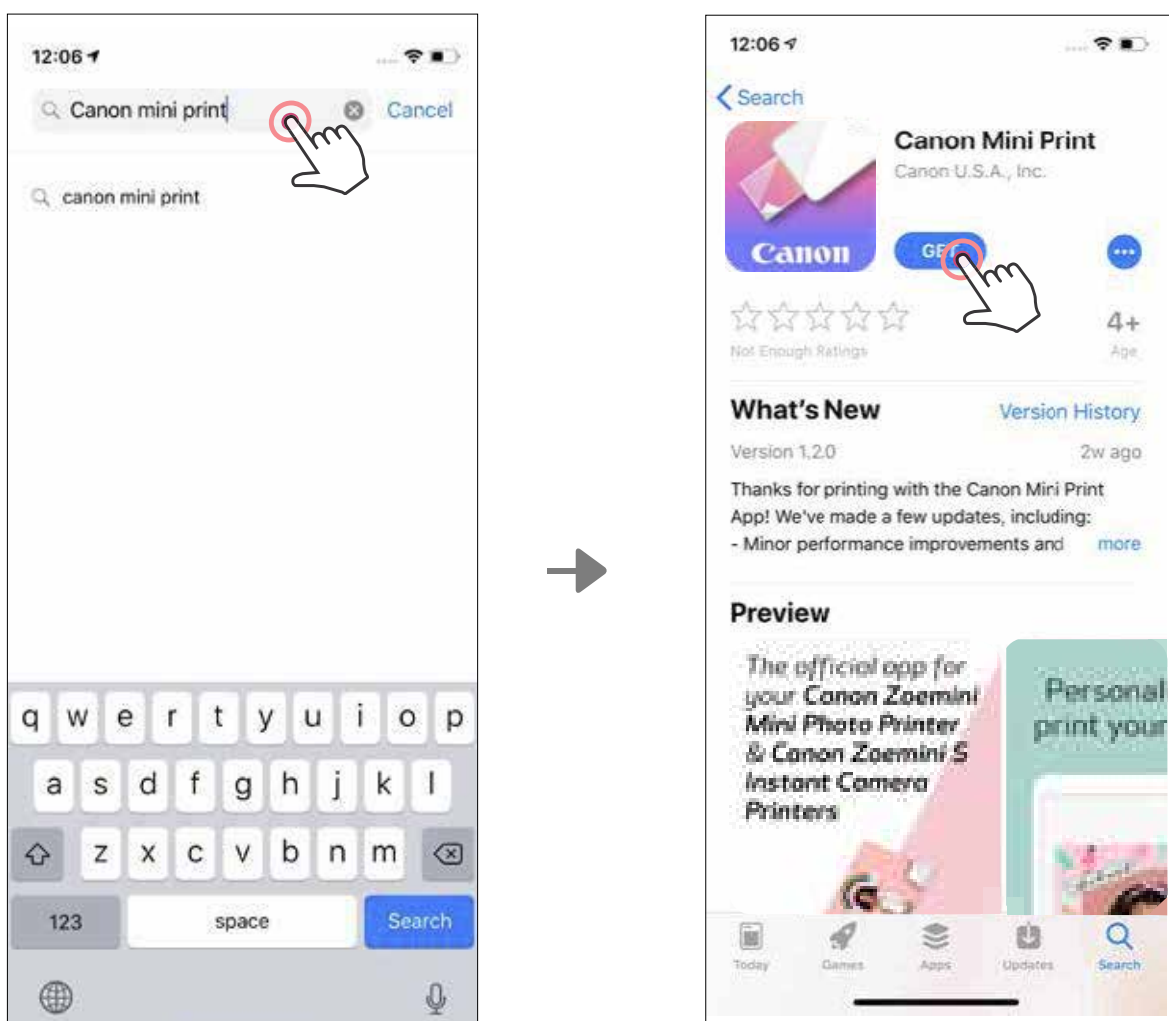 12:06
Canon mini print
Cancel
canon mini print
q w e r t y u i o p
a s d f g h j k l
z x c v b n m
123 space Search
12:06
Search
Canon
Canon Mini Print
Canon U.S.A., Inc.
GET
Not Enough Ratings
4+
Age
What's New
Version History
Version 1.2.0
2w ago
Thanks for printing with the Canon Mini Print
App! We've made a few updates, including:
- Minor performance improvements and more
Preview
The official app for
your Canon Zoemini
Mini Photo Printer
& Canon Zoemini S
Instant Camera
Printers
Personal
print your
Today Games Apps Updates Search